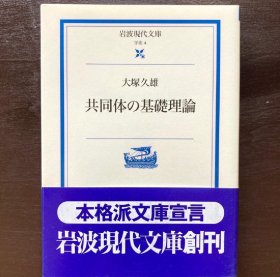 岩波現代文庫
学術 4
大塚久雄
共同体の基礎理論
本格派文庫宣言
岩波現代文庫創刊